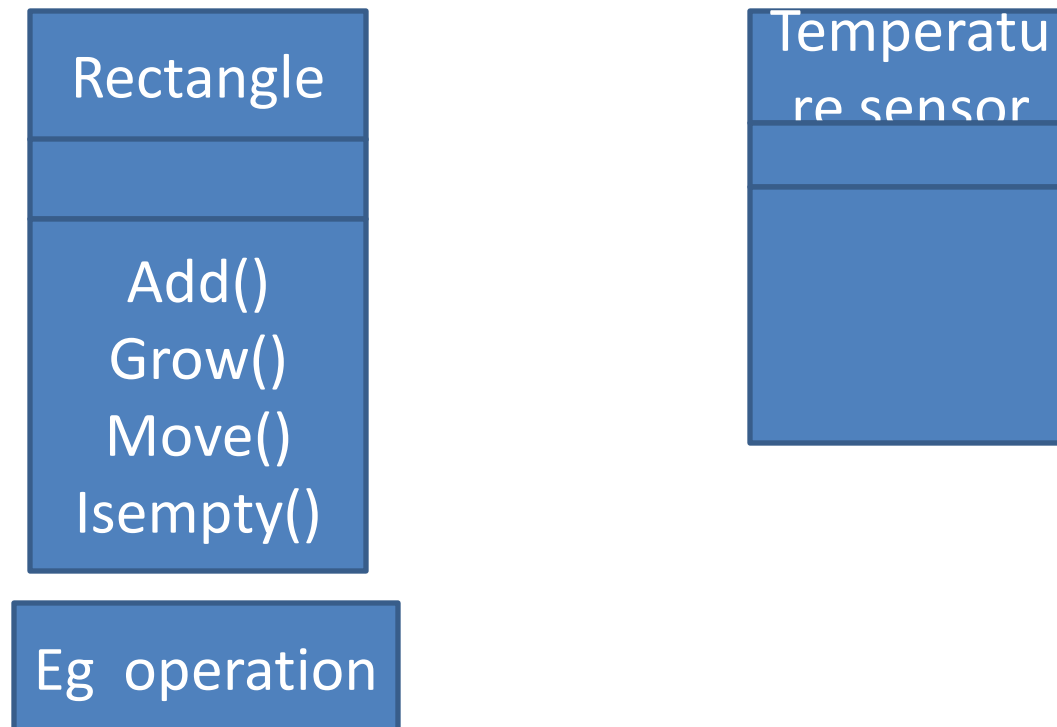 Rectangle
Add()
Grow()
Move()
Isempty()
Eg operation
Temperatu
re sensor